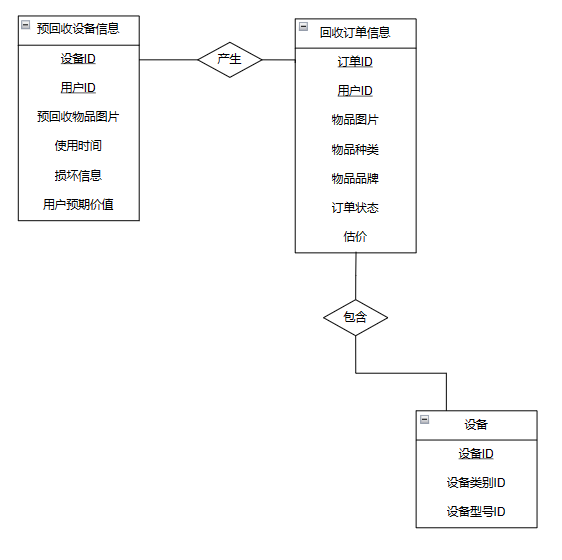 预回收设备信息
设备ID
用户ID
预回收物品图片
使用时间
损坏信息
用户预期价值
产生
回收订单信息
订单ID
用户ID
物品图片
物品种类
物品品牌
订单状态
估价
包含
设备
设备ID
设备类别ID
设备型号ID